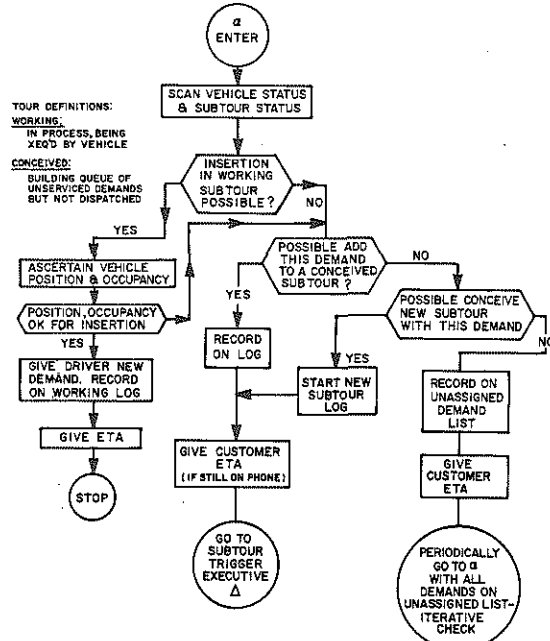 α
ENTER
SCAN VEHICLE STATUS
& SUBTOUR STATUS
TOUR DEFINITIONS:
WORKING:
IN PROCESS, BEING
XEQ'D BY VEHICLE
CONCEIVED:
BUILDING QUEUE OF
UNSERVICED DEMANDS
BUT NOT DISPATCHED
INSERTION
IN WORKING
SUBTOUR
POSSIBLE?
YES
NO
ASCERTAIN VEHICLE
POSITION & OCCUPANCY
POSITION, OCCUPANCY
OK FOR INSERTION
YES
GIVE DRIVER NEW
DEMAND. RECORD
ON WORKING LOG
GIVE ETA
STOP
POSSIBLE ADD
THIS DEMAND
TO A CONCEIVED
SUBTOUR ?
NO
YES
RECORD
ON LOG
POSSIBLE CONCEIVE
NEW SUBTOUR
WITH THIS DEMAND
YES
START NEW
SUBTOUR
LOG
GIVE CUSTOMER
ETA
(IF STILL ON PHONE)
GO TO
SUBTOUR
TRIGGER
EXECUTIVE
Δ
NO
RECORD ON
UNASSIGNED
DEMAND
LIST
GIVE
CUSTOMER
ETA
PERIODICALLY
GO TO α
WITH ALL
DEMANDS ON
UNASSIGNED LIST-
ITERATIVE
CHECK